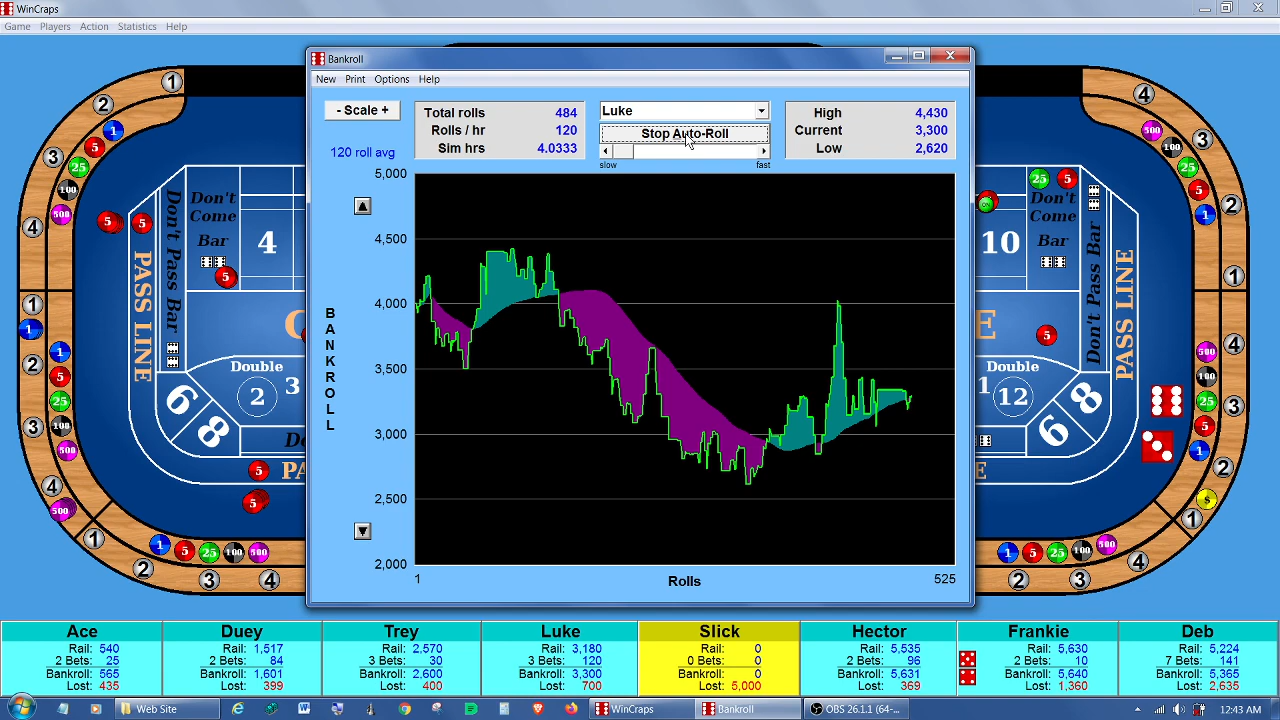 WinCraps
Game Players Action Statistics Help
Bankroll
New Print Options Help
- Scale +
120 roll avg
Total rolls 484
Rolls / hr 120
Sim hrs 4.0333
Luke
Stop Auto-Roll
slow fast
High 4,430
Current 3,300
Low 2,620
5,000
4,500
4,000
3,500
3,000
2,500
2,000
BANKROLL
1 Rolls 525
Don't Come Bar
4
Don't Pass Bar
PASS LINE
Double
2
3
6
8
PA
10
Don't Come Bar
Don't Pass Bar
PASS LINE
Double
1
12
8
6
E
E
ON
Ace
Rail: 540
2 Bets: 25
Bankroll: 565
Lost: 435
Duey
Rail: 1,517
2 Bets: 84
Bankroll: 1,601
Lost: 399
Trey
Rail: 2,570
3 Bets: 30
Bankroll: 2,600
Lost: 400
Luke
Rail: 3,180
3 Bets: 120
Bankroll: 3,300
Lost: 700
Slick
Rail: 0
0 Bets: 0
Bankroll: 0
Lost: 5,000
Hector
Rail: 5,535
2 Bets: 96
Bankroll: 5,631
Lost: 369
Frankie
Rail: 5,630
2 Bets: 10
Bankroll: 5,640
Lost: 1,360
Deb
Rail: 5,224
7 Bets: 141
Bankroll: 5,365
Lost: 2,635
Web Site
WinCraps
Bankroll
OBS 26.1.1 (64-...
12:43 AM